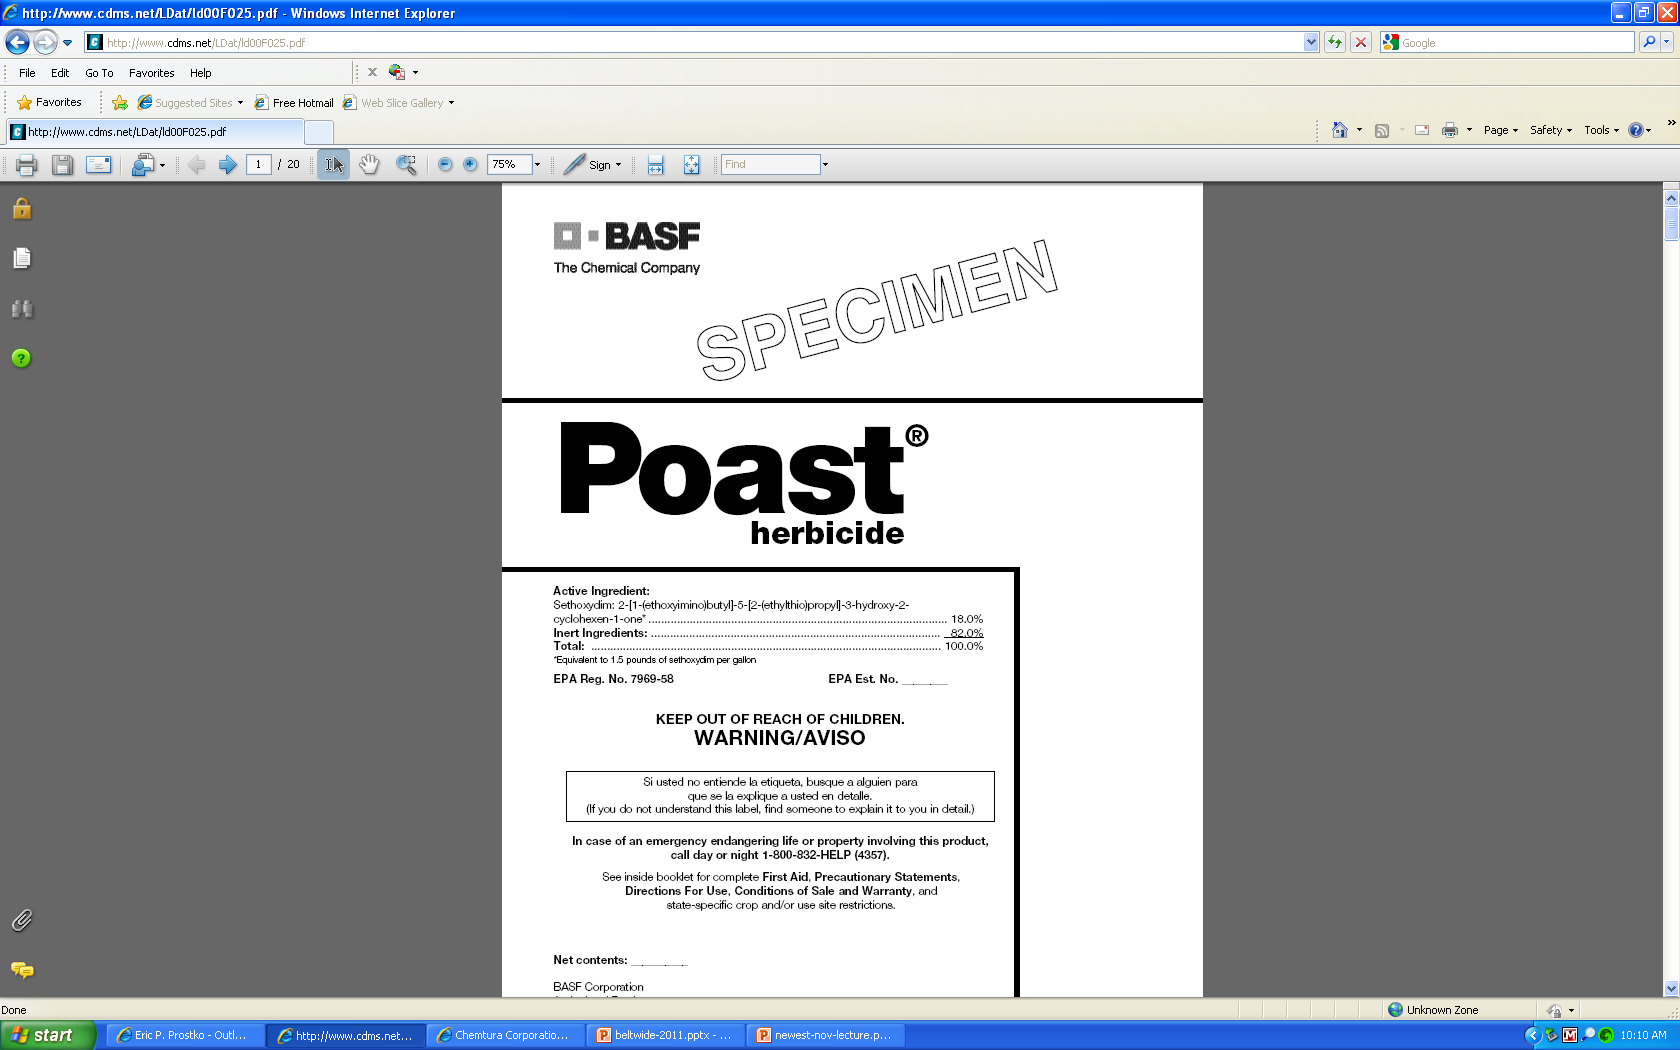 http://www.cdms.net/LDat/ld00F025.pdf - Windows Internet Explorer
http://www.cdms.net/LDat/ld00F025.pdf
Google
File Edit Go To Favorites Help
x
Favorites Suggested Sites Free Hotmail Web Slice Gallery
http://www.cdms.net/LDat/ld00F025.pdf
Page Safety Tools
1 / 20 75% Sign Find
BASF
The Chemical Company
SPECIMEN
Poast®
herbicide
Active Ingredient:
Sethoxydim: 2-[1-(ethoxyimino)butyl]-5-[2-(ethylthio)propyl]-3-hydroxy-2-
cyclohexen-1-one* ........................................ 18.0%
Inert Ingredients: ........................................ 82.0%
Total: ........................................ 100.0%
*Equivalent to 1.5 pounds of sethoxydim per gallon
EPA Reg. No. 7969-58 EPA Est. No. _______
KEEP OUT OF REACH OF CHILDREN.
WARNING/AVISO
Si usted no entiende la etiqueta, busque a alguien para
que se la explique a usted en detalle.
(If you do not understand this label, find someone to explain it to you in detail.)
In case of an emergency endangering life or property involving this product,
call day or night 1-800-832-HELP (4357).
See inside booklet for complete First Aid, Precautionary Statements,
Directions For Use, Conditions of Sale and Warranty, and
state-specific crop and/or use site restrictions.
Net contents: ________
BASF Corporation
Done Unknown Zone
start Eric P. Prostko - Outl... http://www.cdms.net... Chemtura Corporatio... beltwide-2011.pptx - ... newest-nov-lecture.p... 10:10 AM